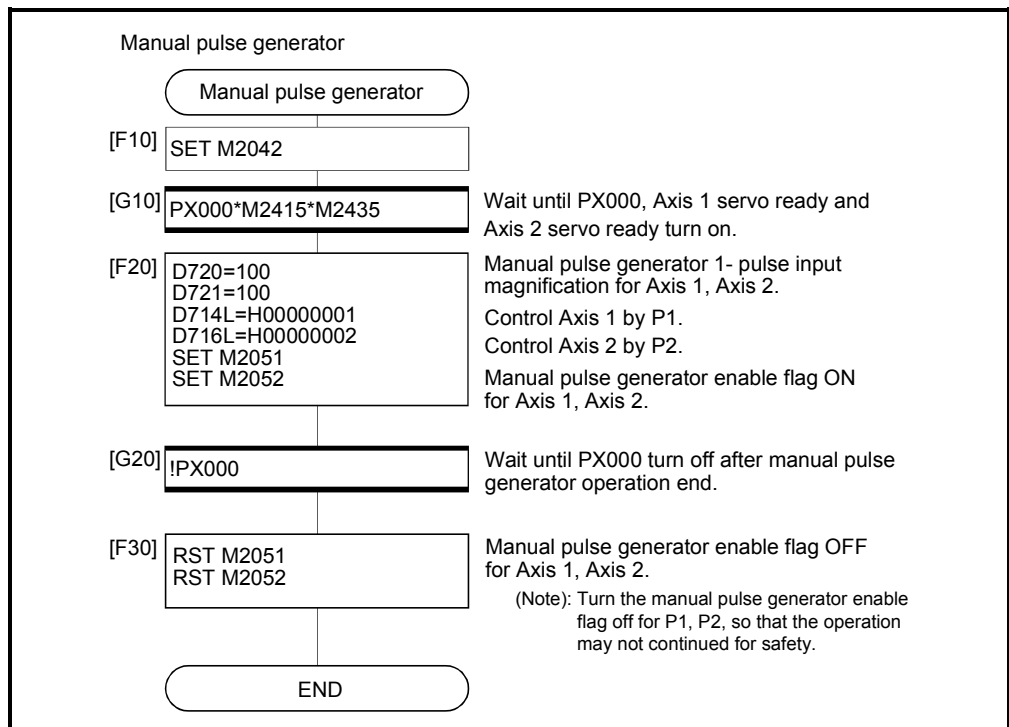 Manual pulse generator
Manual pulse generator
[F10]
SET M2042
[G10]
PX000*M2415*M2435
Wait until PX000, Axis 1 servo ready and
Axis 2 servo ready turn on.
[F20]
D720=100
D721=100
D714L=H00000001
D716L=H00000002
SET M2051
SET M2052
Manual pulse generator 1- pulse input
magnification for Axis 1, Axis 2.
Control Axis 1 by P1.
Control Axis 2 by P2.
Manual pulse generator enable flag ON
for Axis 1, Axis 2.
[G20]
!PX000
Wait until PX000 turn off after manual pulse
generator operation end.
[F30]
RST M2051
RST M2052
Manual pulse generator enable flag OFF
for Axis 1, Axis 2.
(Note): Turn the manual pulse generator enable
flag off for P1, P2, so that the operation
may not continued for safety.
END